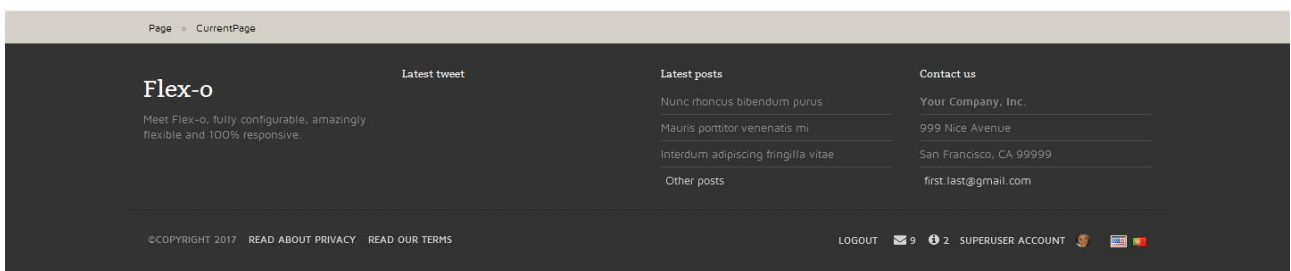 Page » CurrentPage
Flex-o
Meet Flex-o, fully configurable, amazingly
flexible and 100% responsive.
Latest tweet
Latest posts
Nunc rhoncus bibendum purus
Mauris porttitor venenatis mi
Interdum adipiscing fringilla vitae
Other posts
Contact us
Your Company, Inc.
999 Nice Avenue
San Francisco, CA 99999
first.last@gmail.com
©COPYRIGHT 2017 READ ABOUT PRIVACY READ OUR TERMS
LOGOUT 9 2 SUPERUSER ACCOUNT